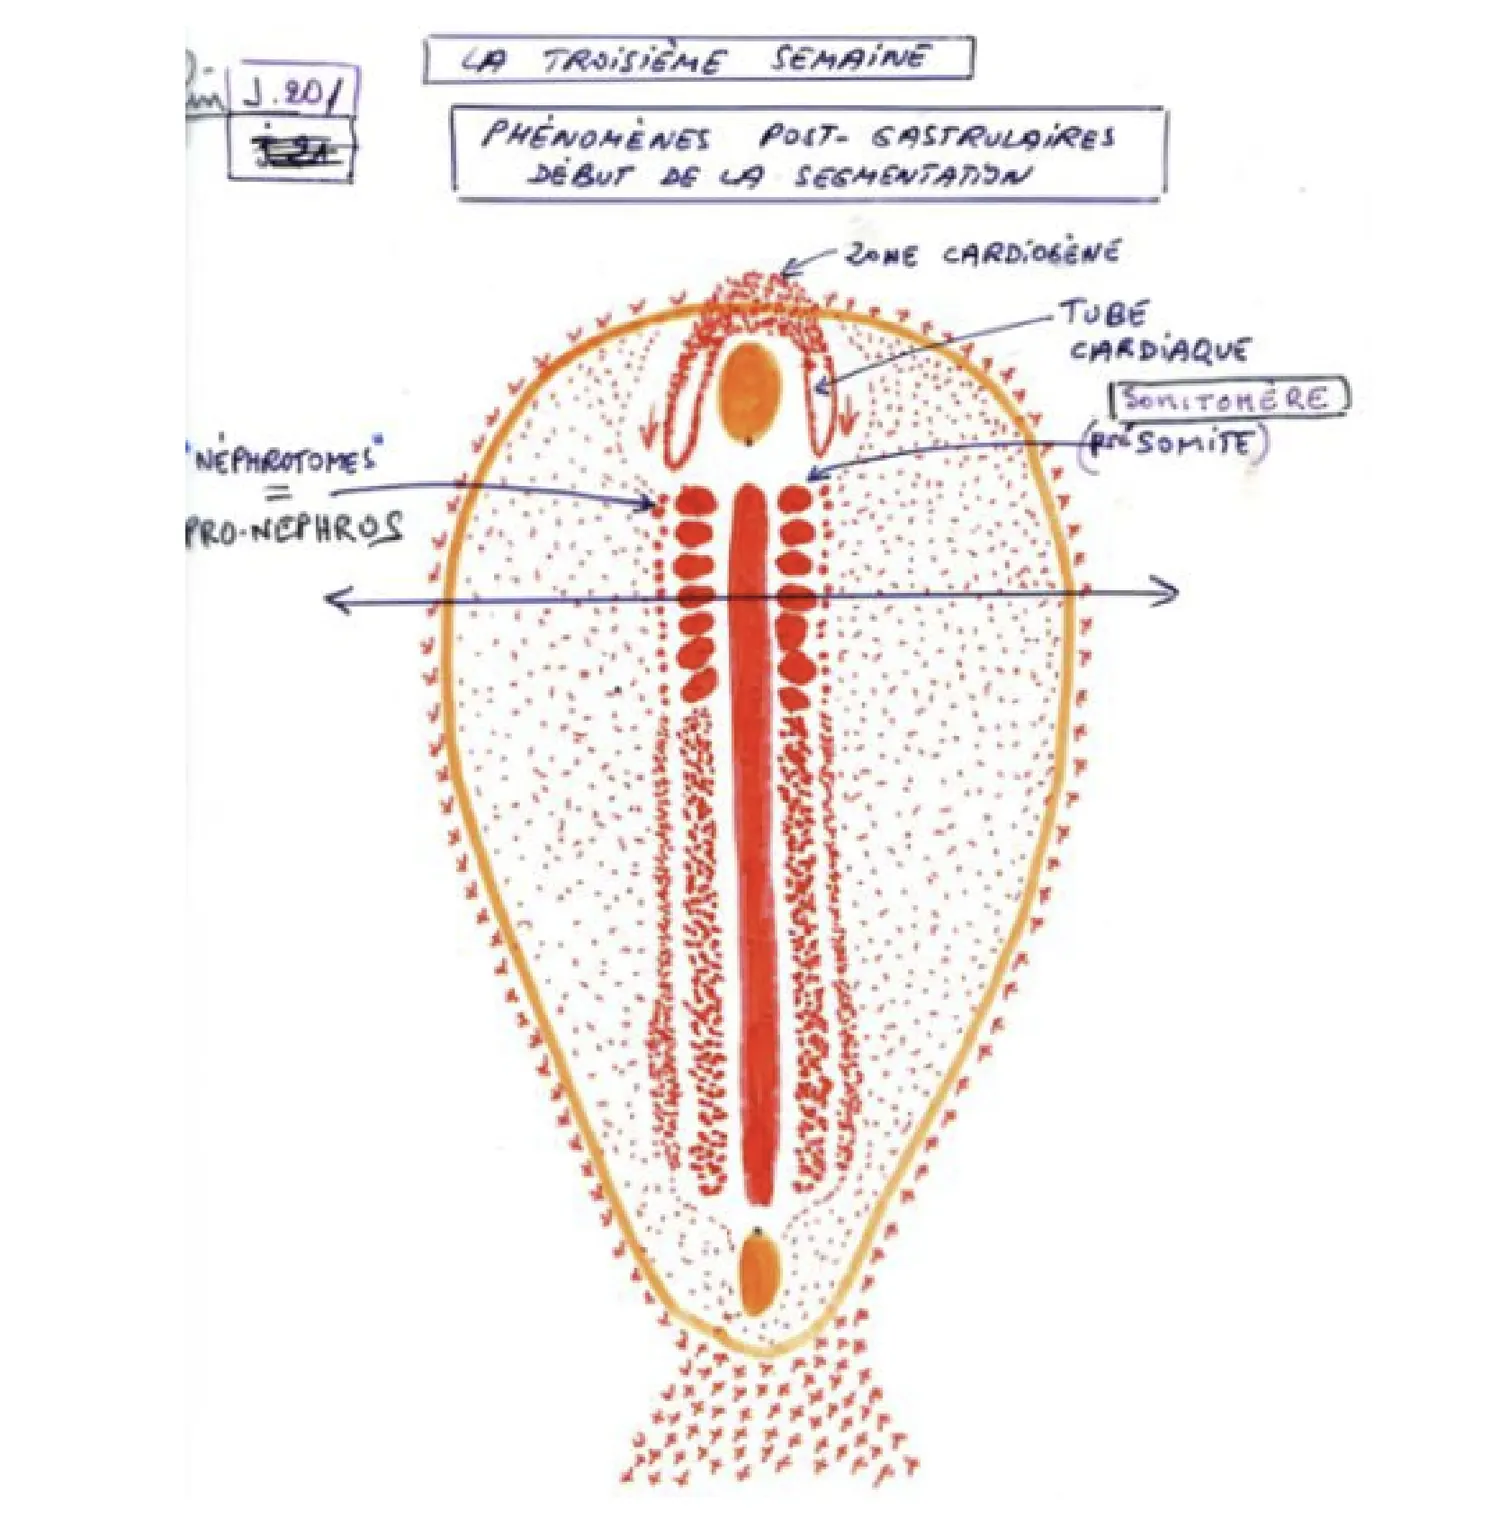 LA TROISIÈME SEMAINE
J.20/
PHÉNOMÈNES POST-GASTRULAIRES
DÉBUT DE LA SEGMENTATION
ZONE CARDIOGÈNE
TUBE
CARDIAQUE
SOMITOMÈRE
(pré SOMITE)
"NÉPHROTOMES"
=
PRO-NEPHROS